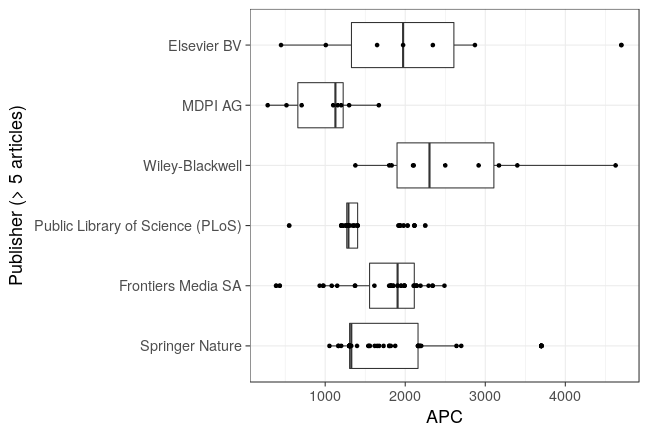 Publisher (> 5 articles)
Elsevier BV
MDPI AG
Wiley-Blackwell
Public Library of Science (PLoS)
Frontiers Media SA
Springer Nature
1000 2000 3000 4000
APC